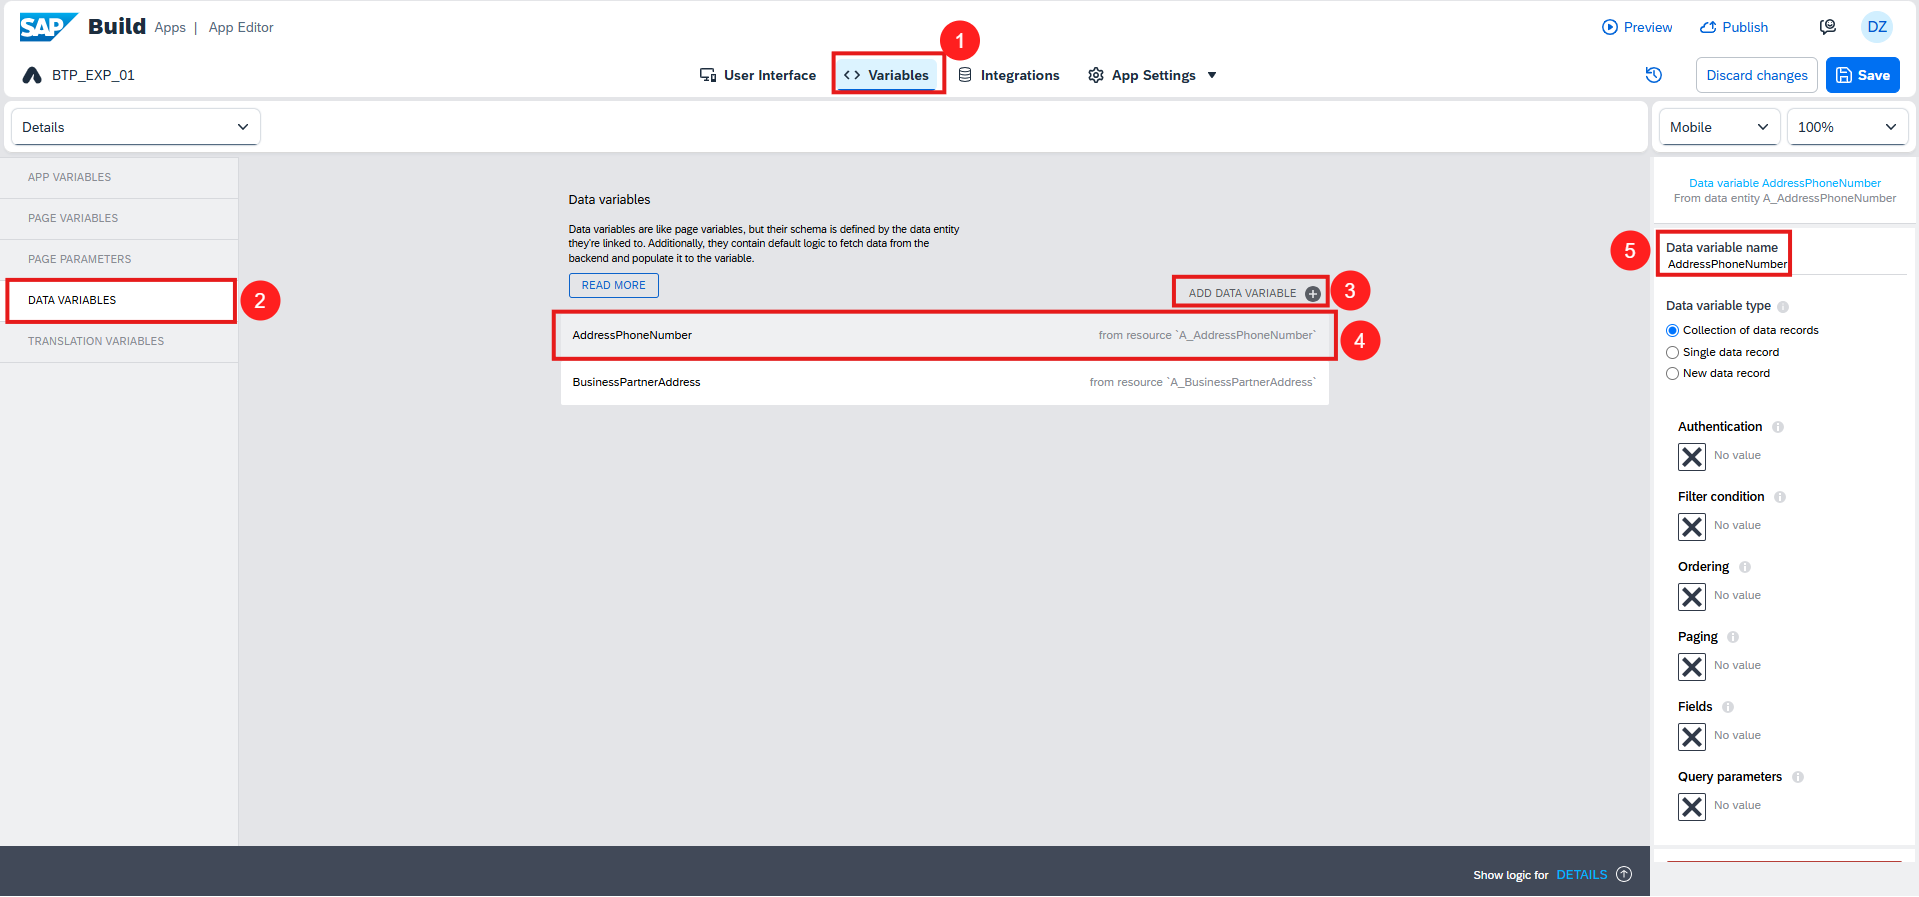 SAP Build Apps | App Editor
Preview
Publish
DZ
BTP_EXP_01
User Interface
<> Variables
1
Integrations
App Settings
Discard changes
Save
Details
Mobile
100%
APP VARIABLES
PAGE VARIABLES
PAGE PARAMETERS
DATA VARIABLES
2
TRANSLATION VARIABLES
Data variables
Data variables are like page variables, but their schema is defined by the data entity
they're linked to. Additionally, they contain default logic to fetch data from the
backend and populate it to the variable.
READ MORE
ADD DATA VARIABLE
3
AddressPhoneNumber
from resource `A_AddressPhoneNumber`
4
BusinessPartnerAddress
from resource `A_BusinessPartnerAddress`
Data variable AddressPhoneNumber
From data entity A_AddressPhoneNumber
5
Data variable name
AddressPhoneNumber
Data variable type
Collection of data records
Single data record
New data record
Authentication
No value
Filter condition
No value
Ordering
No value
Paging
No value
Fields
No value
Query parameters
No value
Show logic for DETAILS